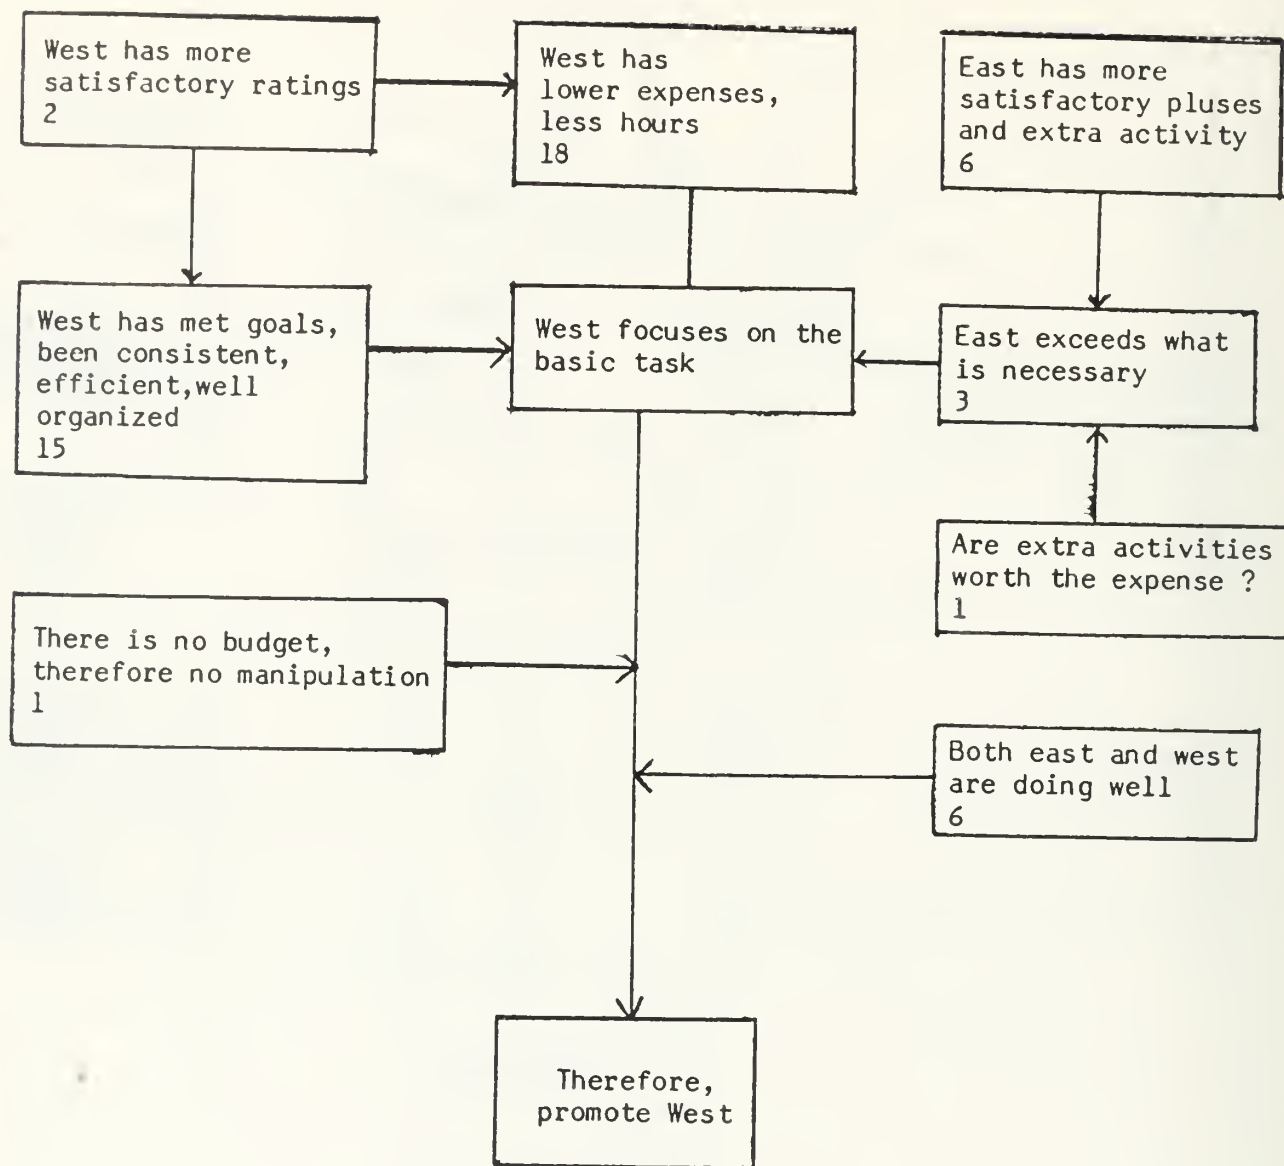 West has more
satisfactory ratings
2
West has
lower expenses,
less hours
18
East has more
satisfactory pluses
and extra activity
6
West has met goals,
been consistent,
efficient,well
organized
15
West focuses on the
basic task
East exceeds what
is necessary
3
Are extra activities
worth the expense ?
1
There is no budget,
therefore no manipulation
1
Both east and west
are doing well
6
Therefore,
promote West